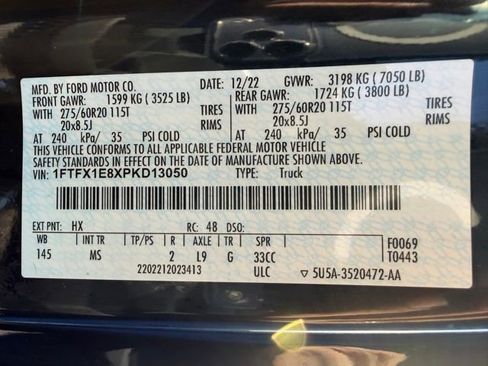 MFD. BY FORD MOTOR CO. DATE: 12/22 GVWR: 3198 KG ( 7050 LB)
FRONT GAWR: 1599 KG ( 3525 LB) REAR GAWR: 1724 KG ( 3800 LB)
WITH 275/60R20 115T TIRES WITH 275/60R20 115T TIRES
20x8.5J RIMS 20x8.5J RIMS
AT 240 kPa/ 35 PSI COLD AT 240 kPa/ 35 PSI COLD
THIS VEHICLE CONFORMS TO ALL APPLICABLE FEDERAL MOTOR VEHICLE
SAFETY STANDARDS IN EFFECT ON THE DATE OF MANUFACTURE SHOWN ABOVE.
VIN: 1FTFX1E8XPKD13050 TYPE: Truck
EXT PNT: HX RC: 48 DSO: F0069
WB INT TR TP/PS R AXLE TR SPR T0443
145 MS 2 L9 G 33CC
2202212023413 ULC ▽ 5U5A-3520472-AA